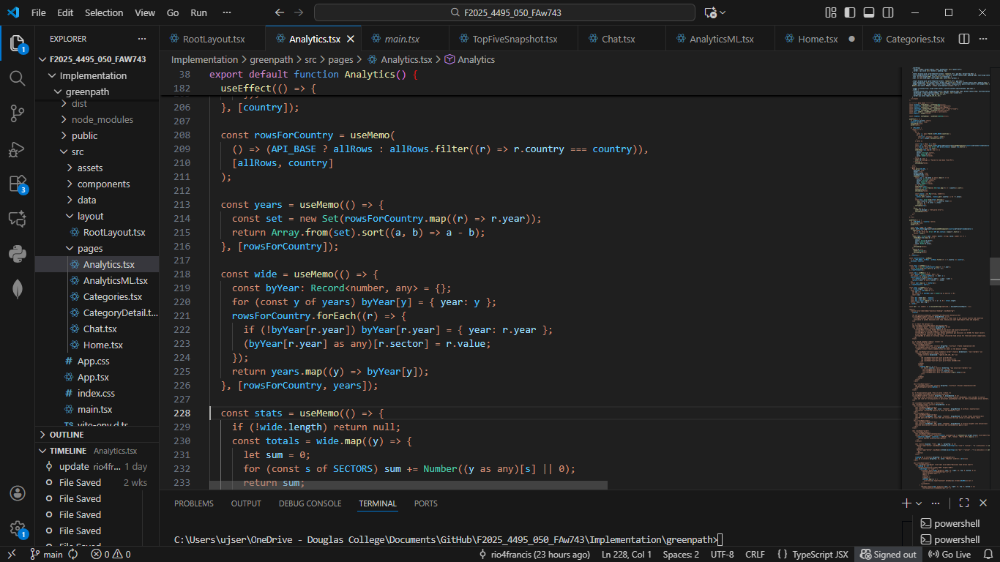 File Edit Selection View Go Run ··· F2025_4495_050_FAw743
EXPLORER ···
RootLayout.tsx Analytics.tsx main.tsx TopFiveSnapshot.tsx Chat.tsx AnalyticsML.tsx Home.tsx Categories.tsx ···
F2025_4495_050_FAW743
Implementation
greenpath
dist
node_modules
public
src
assets
components
data
layout
RootLayout.tsx
pages
Analytics.tsx
AnalyticsML.tsx
Categories.tsx
CategoryDetail.t...
Chat.tsx
Home.tsx
App.css
App.tsx
index.css
main.tsx
vite-env.d.ts
OUTLINE
TIMELINE Analytics.tsx
update rio4fr... 1 day
File Saved 2 wks
File Saved
File Saved
File Saved
Implementation > greenpath > src > pages > Analytics.tsx > Analytics
38 export default function Analytics() {
182 useEffect(() => {
206 }, [country]);
207
208 const rowsForCountry = useMemo(
209 () => (API_BASE ? allRows : allRows.filter((r) => r.country === country)),
210 [allRows, country]
211 );
212
213 const years = useMemo(() => {
214 const set = new Set(rowsForCountry.map((r) => r.year));
215 return Array.from(set).sort((a, b) => a - b);
216 }, [rowsForCountry]);
217
218 const wide = useMemo(() => {
219 const byYear: Record<number, any> = {};
220 for (const y of years) byYear[y] = { year: y };
221 rowsForCountry.forEach((r) => {
222 if (!byYear[r.year]) byYear[r.year] = { year: r.year };
223 (byYear[r.year] as any)[r.sector] = r.value;
224 });
225 return years.map((y) => byYear[y]);
226 }, [rowsForCountry, years]);
227
228 const stats = useMemo(() => {
229 if (!wide.length) return null;
230 const totals = wide.map((y) => {
231 let sum = 0;
232 for (const s of SECTORS) sum += Number((y as any)[s] || 0);
233 return sum;
PROBLEMS OUTPUT DEBUG CONSOLE TERMINAL PORTS
C:\Users\ujser\OneDrive - Douglas College\Documents\GitHub\F2025_4495_050_FAw743\Implementation\greenpath>
powershell
powershell
1
3
1
main 0 0 rio4francis (23 hours ago) Ln 228, Col 1 Spaces: 2 UTF-8 CRLF { } TypeScript JSX Signed out Go Live